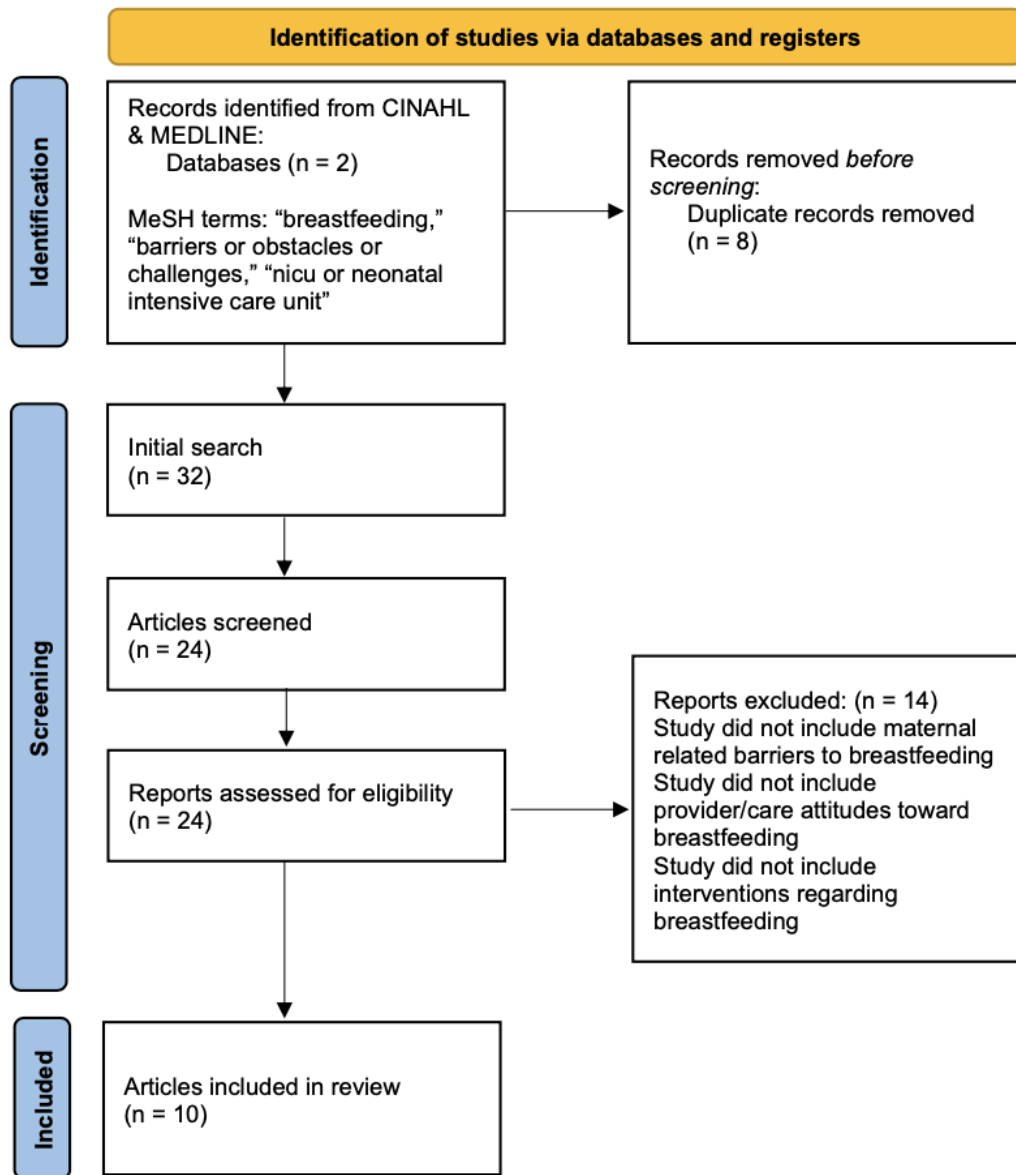 Identification of studies via databases and registers
Identification
Records identified from CINAHL
& MEDLINE:
Databases (n = 2)
MeSH terms: “breastfeeding,”
“barriers or obstacles or
challenges,” “nicu or neonatal
intensive care unit”
Records removed before
screening:
Duplicate records removed
(n = 8)
Screening
Initial search
(n = 32)
Articles screened
(n = 24)
Reports assessed for eligibility
(n = 24)
Reports excluded: (n = 14)
Study did not include maternal
related barriers to breastfeeding
Study did not include
provider/care attitudes toward
breastfeeding
Study did not include
interventions regarding
breastfeeding
Included
Articles included in review
(n = 10)